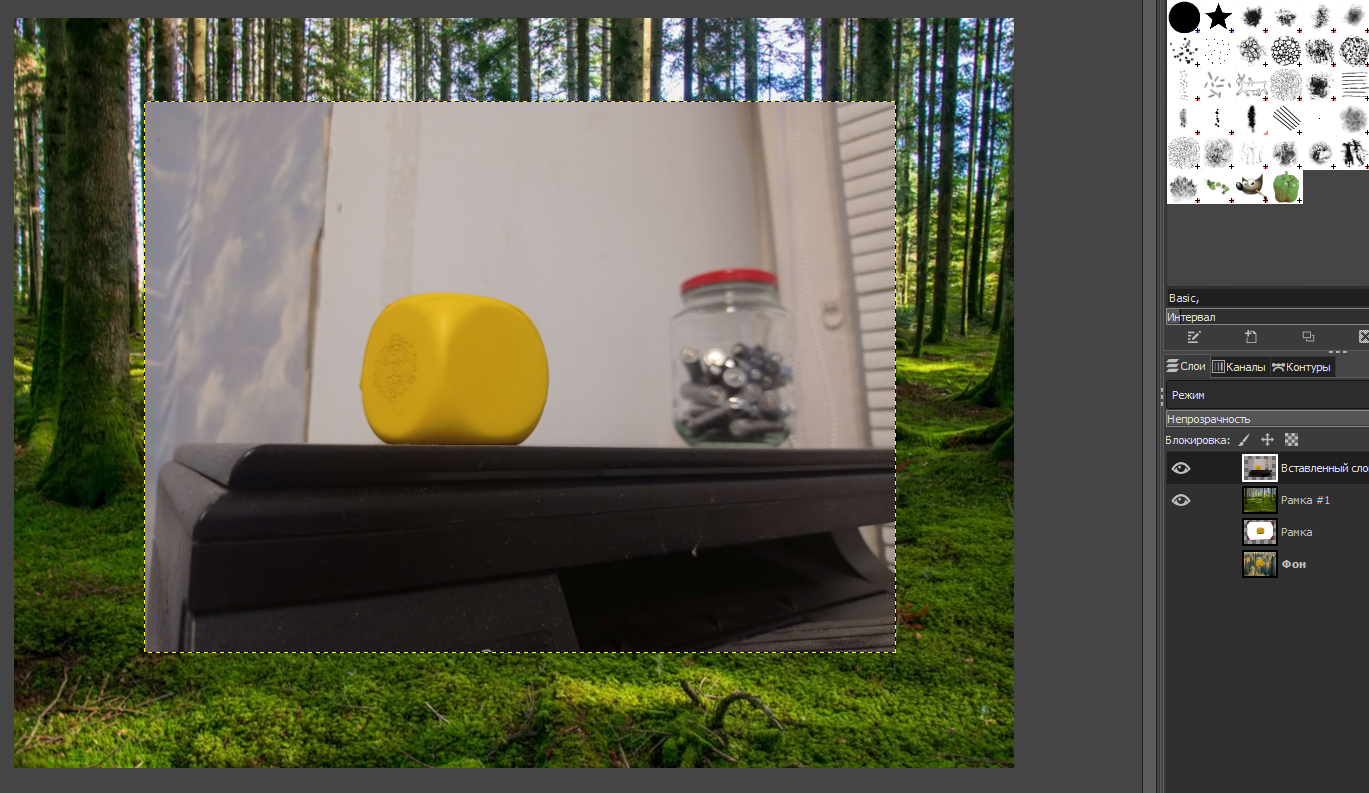 Basic,
Интервал
Слои Каналы Контуры
Режим
Непрозрачность
Блокировка:
Вставленный сло
Рамка #1
Рамка
Фон